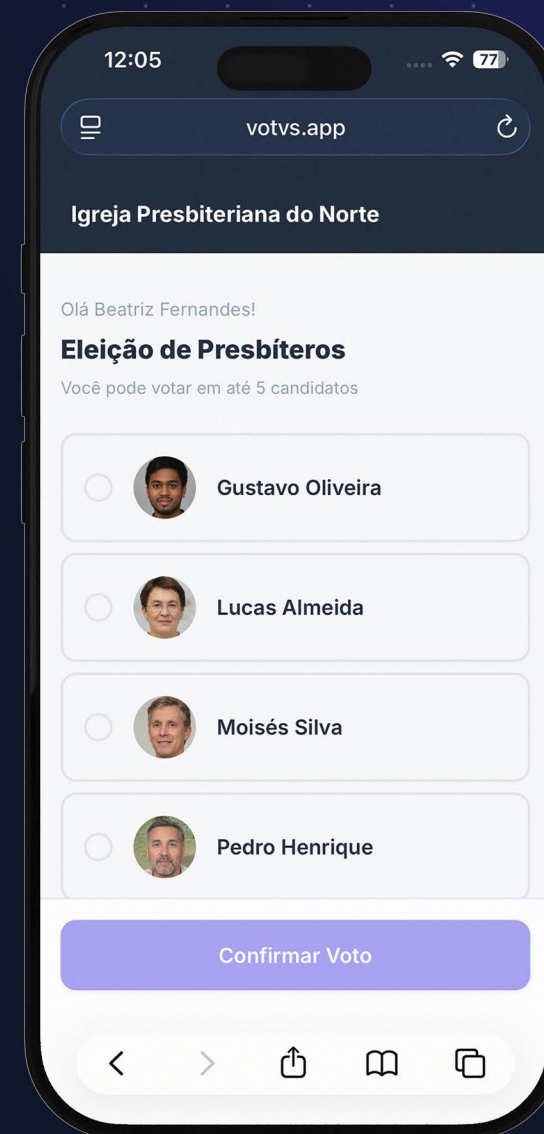 12:05
77
votvs.app
Igreja Presbiteriana do Norte
Olá Beatriz Fernandes!
Eleição de Presbíteros
Você pode votar em até 5 candidatos
Gustavo Oliveira
Lucas Almeida
Moisés Silva
Pedro Henrique
Confirmar Voto